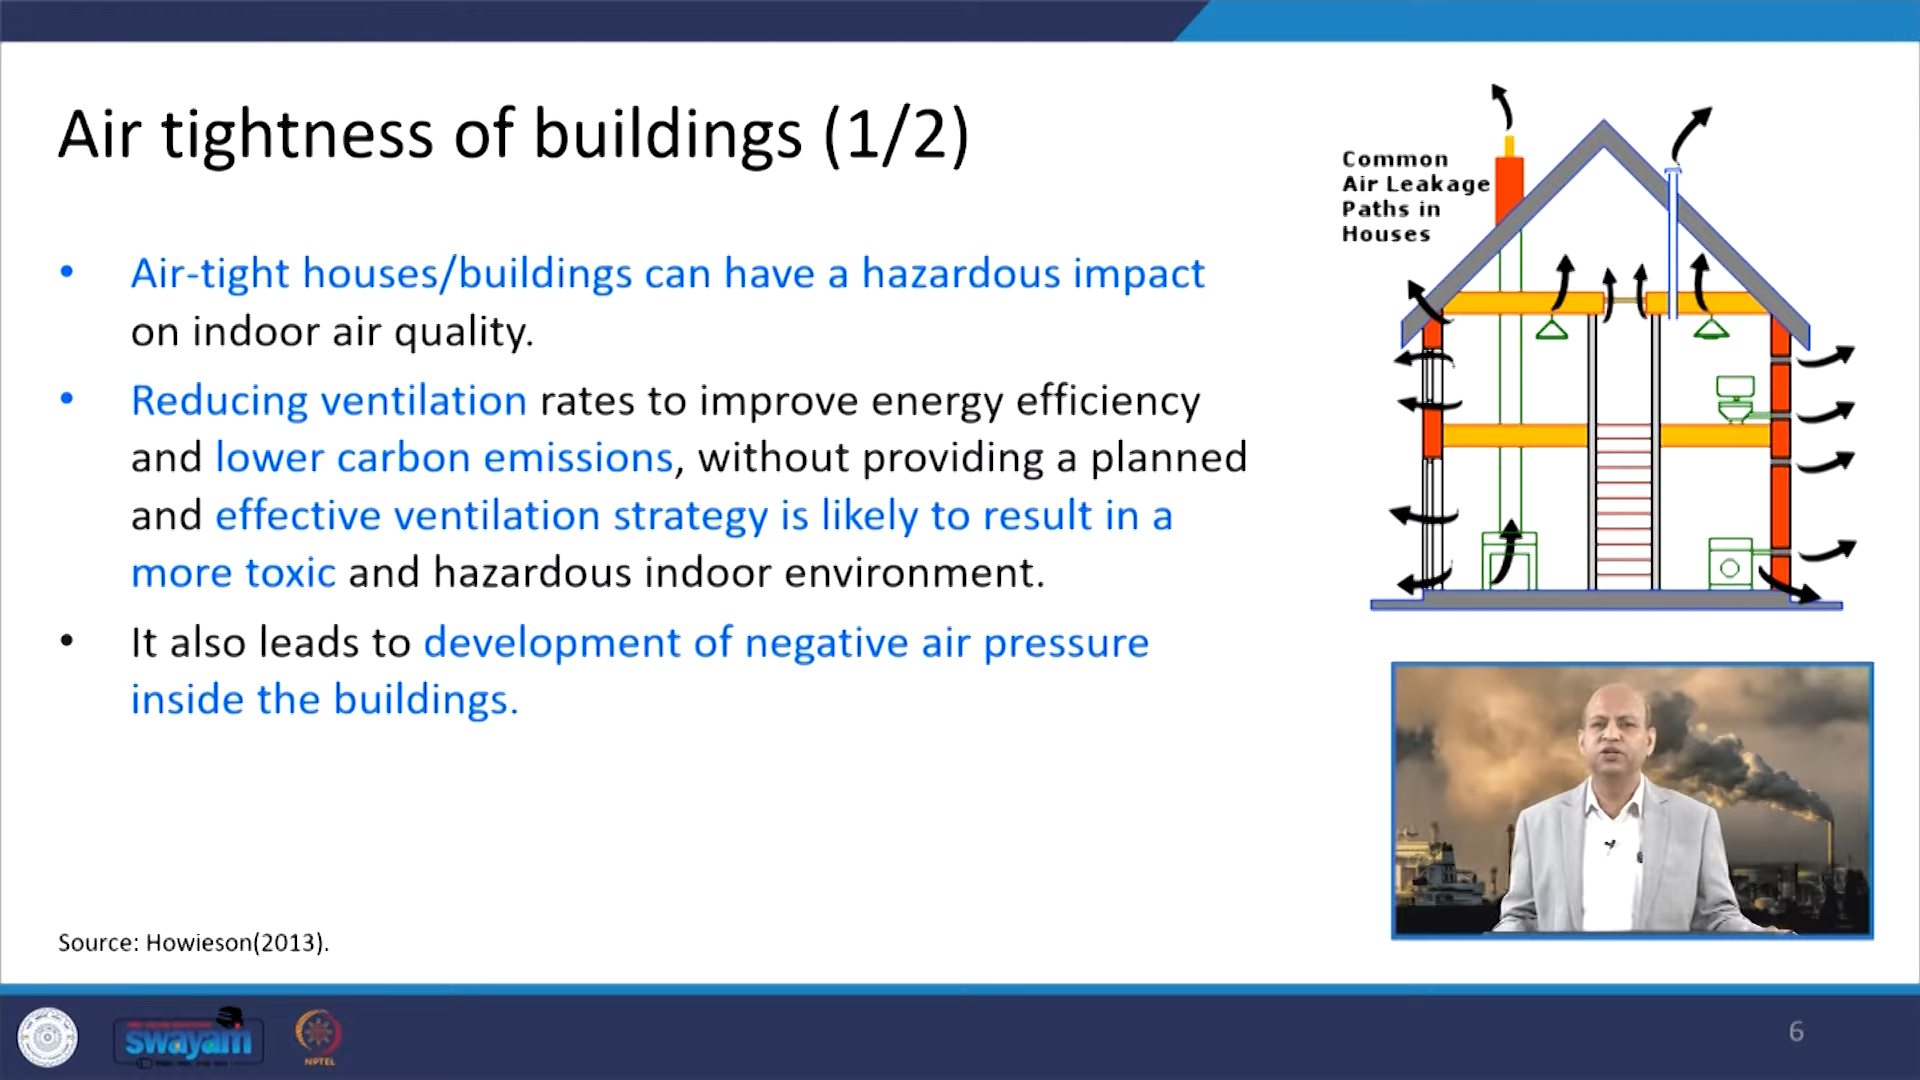 Air tightness of buildings (1/2)
Common
Air Leakage
Paths in
Houses
• Air-tight houses/buildings can have a hazardous impact
on indoor air quality.
• Reducing ventilation rates to improve energy efficiency
and lower carbon emissions, without providing a planned
and effective ventilation strategy is likely to result in a
more toxic and hazardous indoor environment.
• It also leads to development of negative air pressure
inside the buildings.
Source: Howieson(2013).
swayam
NPTEL
6